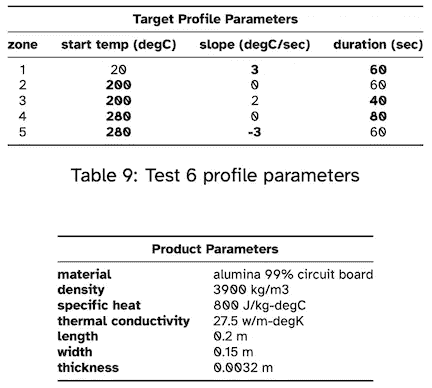 Target Profile Parameters
zone start temp (degC) slope (degC/sec) duration (sec)
1 20 3 60
2 200 0 60
3 200 2 40
4 280 0 80
5 280 -3 60
Table 9: Test 6 profile parameters
Product Parameters
material alumina 99% circuit board
density 3900 kg/m3
specific heat 800 J/kg-degC
thermal conductivity 27.5 w/m-degK
length 0.2 m
width 0.15 m
thickness 0.0032 m